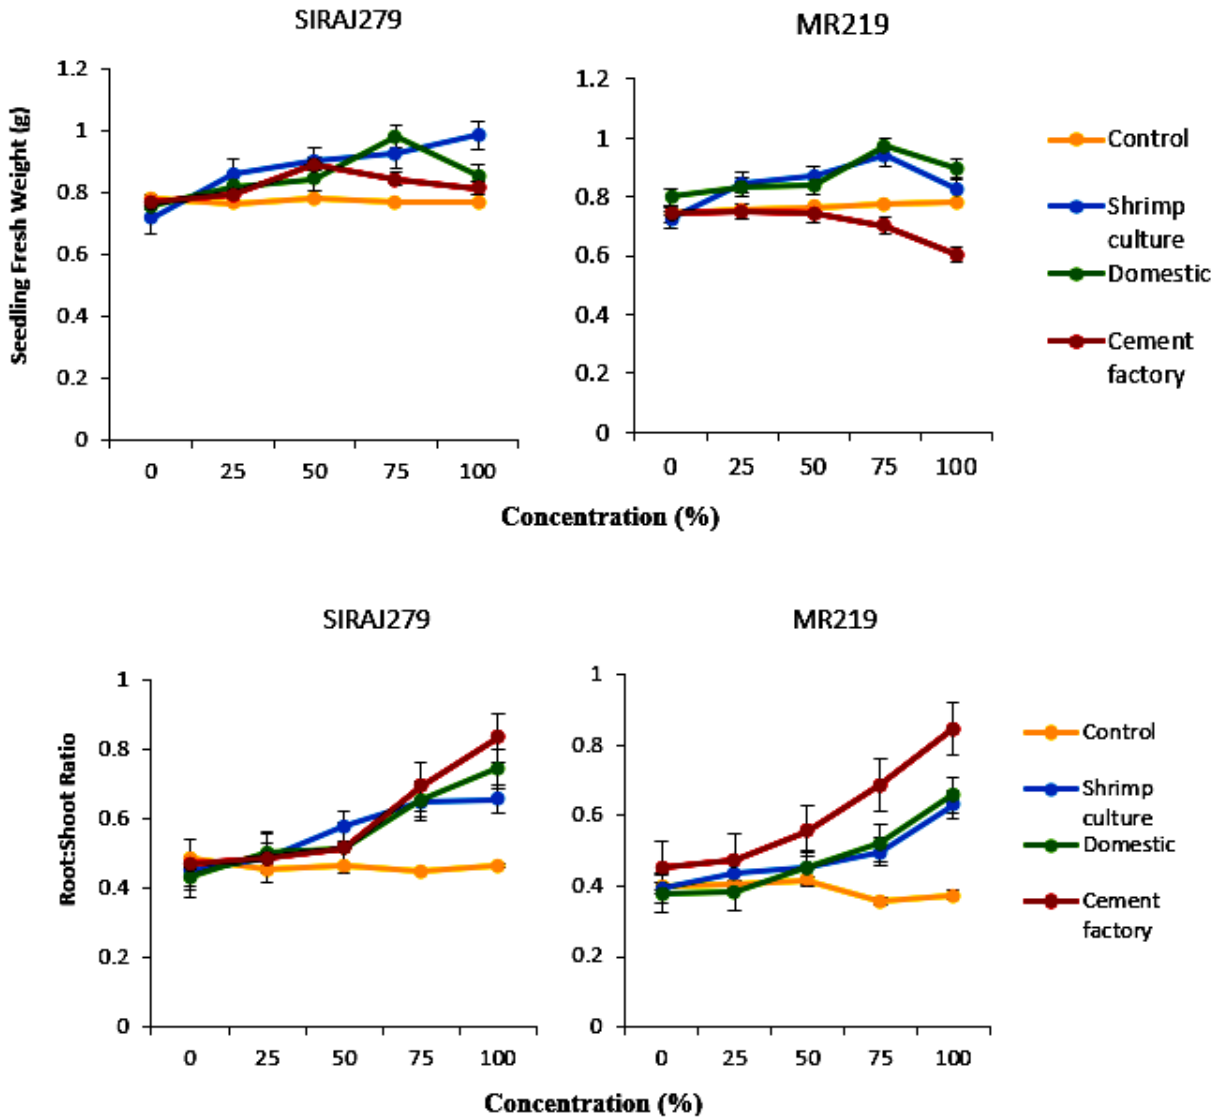 SIRAJ279
MR219
Seedling Fresh Weight (g)
1.2
1
0.8
0.6
0.4
0.2
0
0 25 50 75 100
1.2
1
0.8
0.6
0.4
0.2
0
0 25 50 75 100
Control
Shrimp
culture
Domestic
Cement
factory
Concentration (%)
SIRAJ279
MR219
Root:Shoot Ratio
1
0.8
0.6
0.4
0.2
0
0 25 50 75 100
1
0.8
0.6
0.4
0.2
0
0 25 50 75 100
Control
Shrimp
culture
Domestic
Cement
factory
Concentration (%)